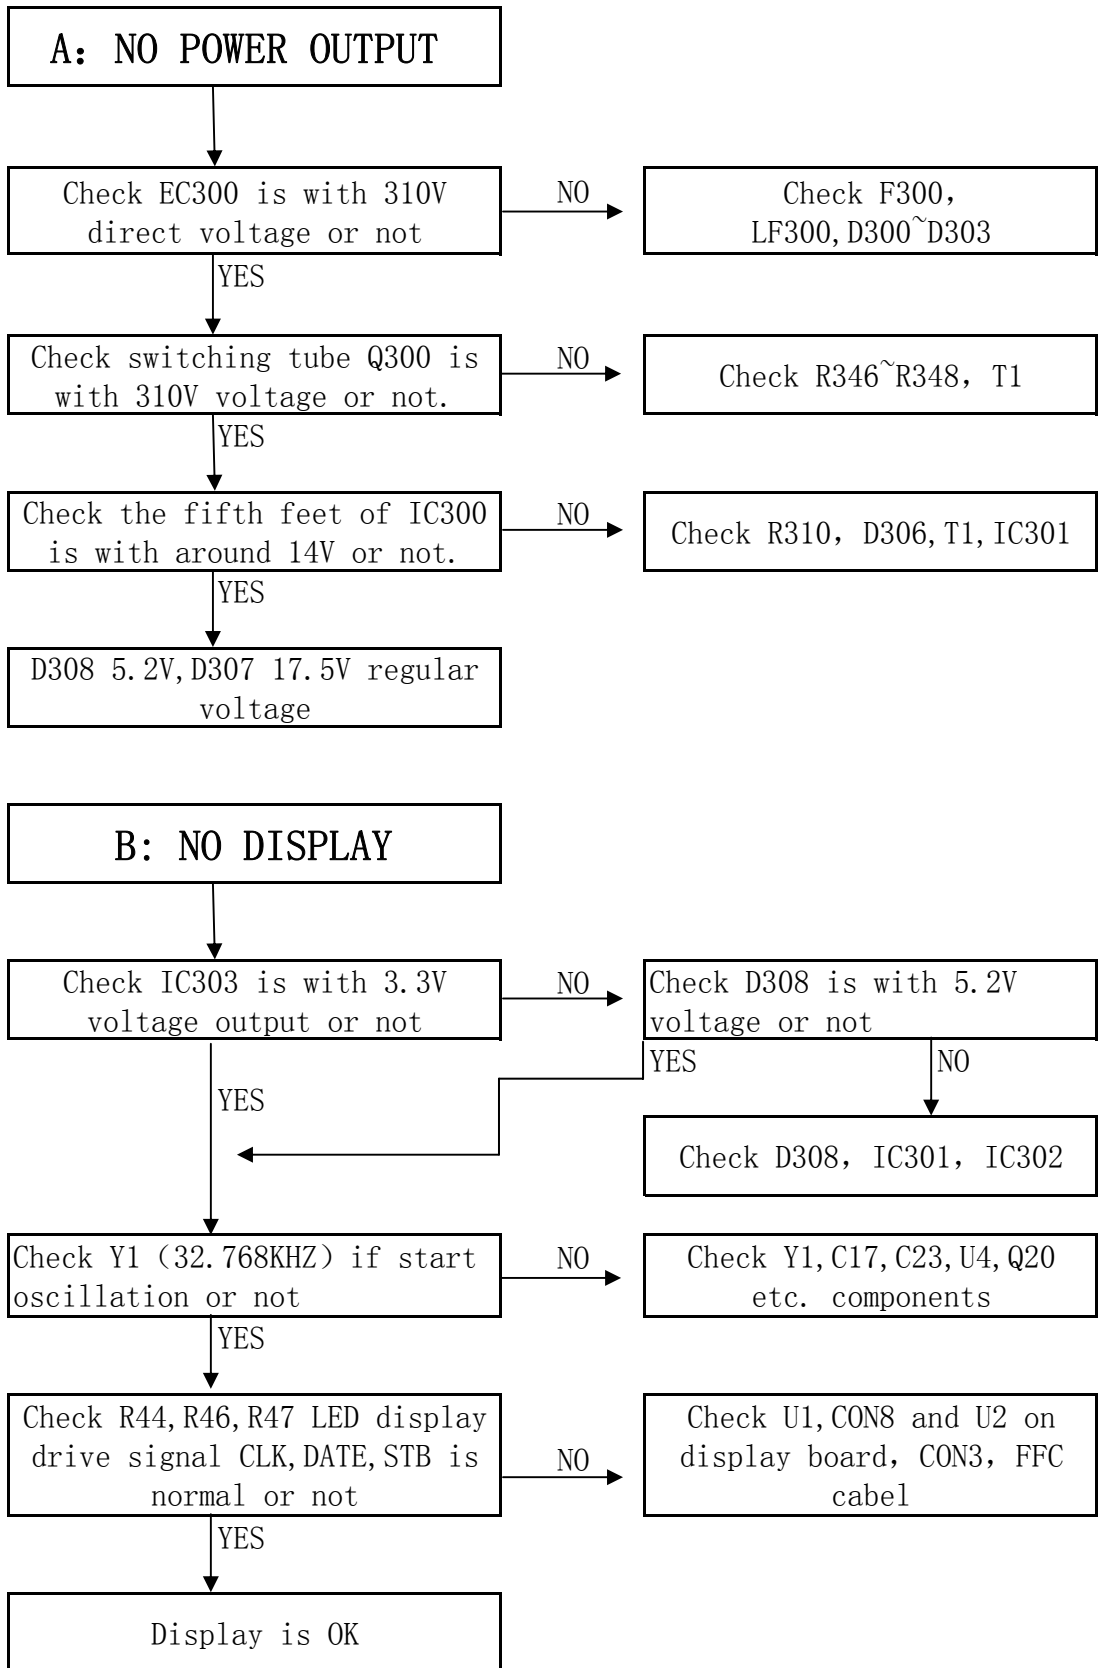 A: NO POWER OUTPUT
Check EC300 is with 310V
direct voltage or not
NO
Check F300,
LF300,D300~D303
YES
Check switching tube Q300 is
with 310V voltage or not.
NO
Check R346~R348, T1
YES
Check the fifth feet of IC300
is with around 14V or not.
NO
Check R310, D306,T1,IC301
YES
D308 5.2V,D307 17.5V regular
voltage
B: NO DISPLAY
Check IC303 is with 3.3V
voltage output or not
NO
Check D308 is with 5.2V
voltage or not
YES
NO
YES
Check D308, IC301, IC302
Check Y1（32.768KHZ）if start
oscillation or not
NO
Check Y1,C17,C23,U4,Q20
etc. components
YES
Check R44,R46,R47 LED display
drive signal CLK,DATE,STB is
normal or not
NO
Check U1,CON8 and U2 on
display board, CON3, FFC
cabel
YES
Display is OK